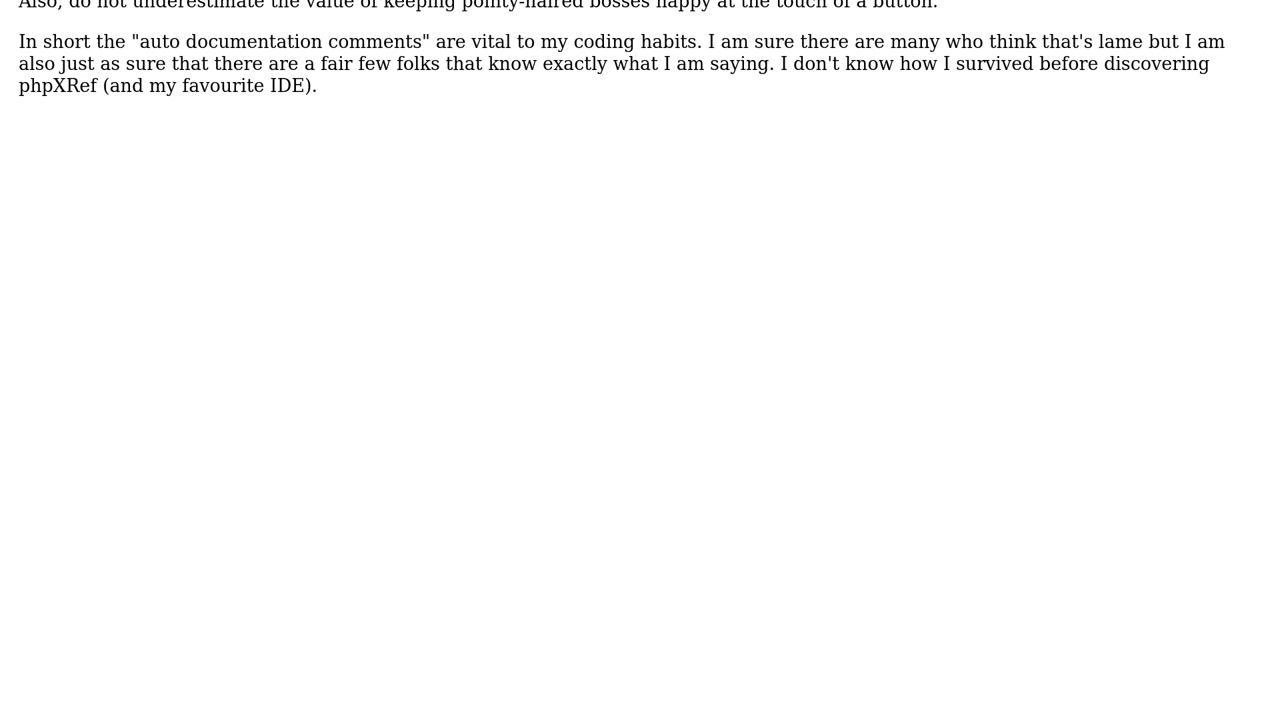 Also, do not underestimate the value of keeping pointy-haired bosses happy at the touch of a button.
In short the "auto documentation comments" are vital to my coding habits. I am sure there are many who think that's lame but I am
also just as sure that there are a fair few folks that know exactly what I am saying. I don't know how I survived before discovering
phpXRef (and my favourite IDE).